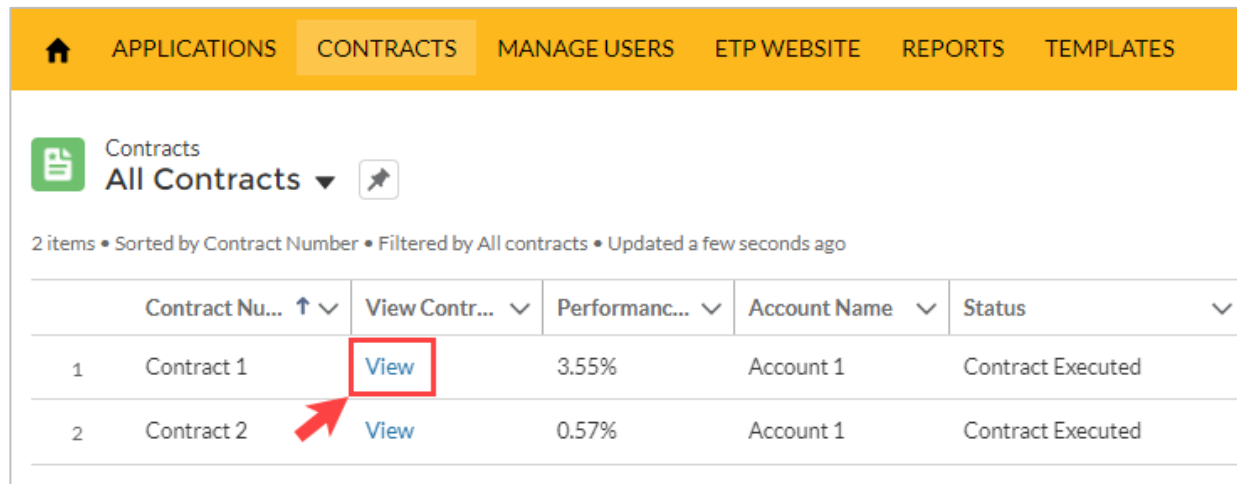 APPLICATIONS CONTRACTS MANAGE USERS ETP WEBSITE REPORTS TEMPLATES
Contracts
All Contracts
2 items • Sorted by Contract Number • Filtered by All contracts • Updated a few seconds ago
Contract Nu... View Contr... Performanc... Account Name Status
1 Contract 1 View 3.55% Account 1 Contract Executed
2 Contract 2 View 0.57% Account 1 Contract Executed